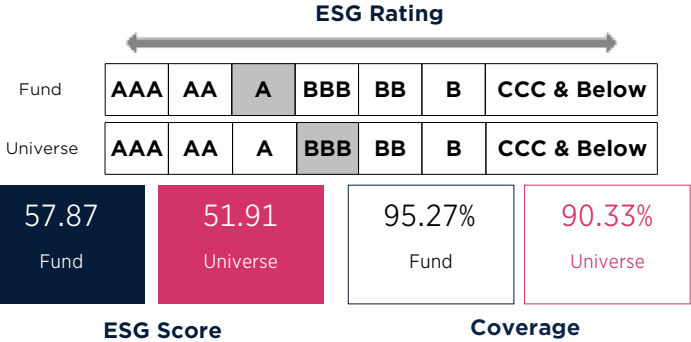 ESG Rating
Fund AAA AA A BBB BB B CCC & Below
Universe AAA AA A BBB BB B CCC & Below
57.87 51.91 95.27% 90.33%
Fund Universe Fund Universe
ESG Score Coverage